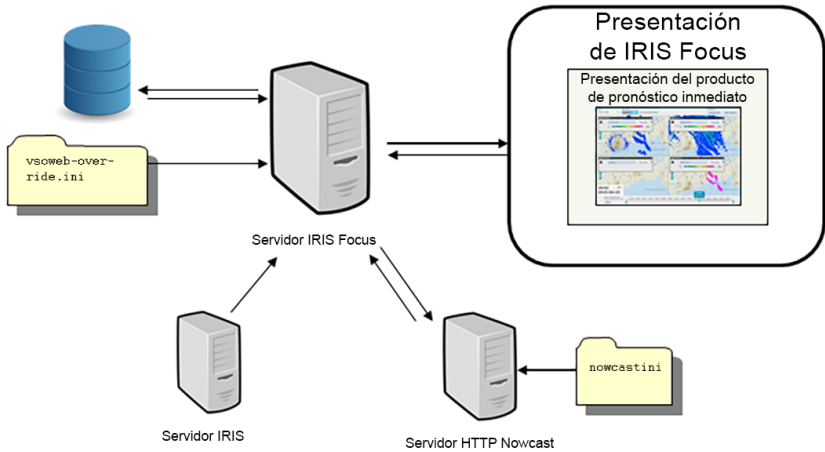 Presentación
de IRIS Focus
Presentación del producto
de pronóstico inmediato
vsoweb-over-
ride.ini
Servidor IRIS Focus
nowcastini
Servidor IRIS
Servidor HTTP Nowcast